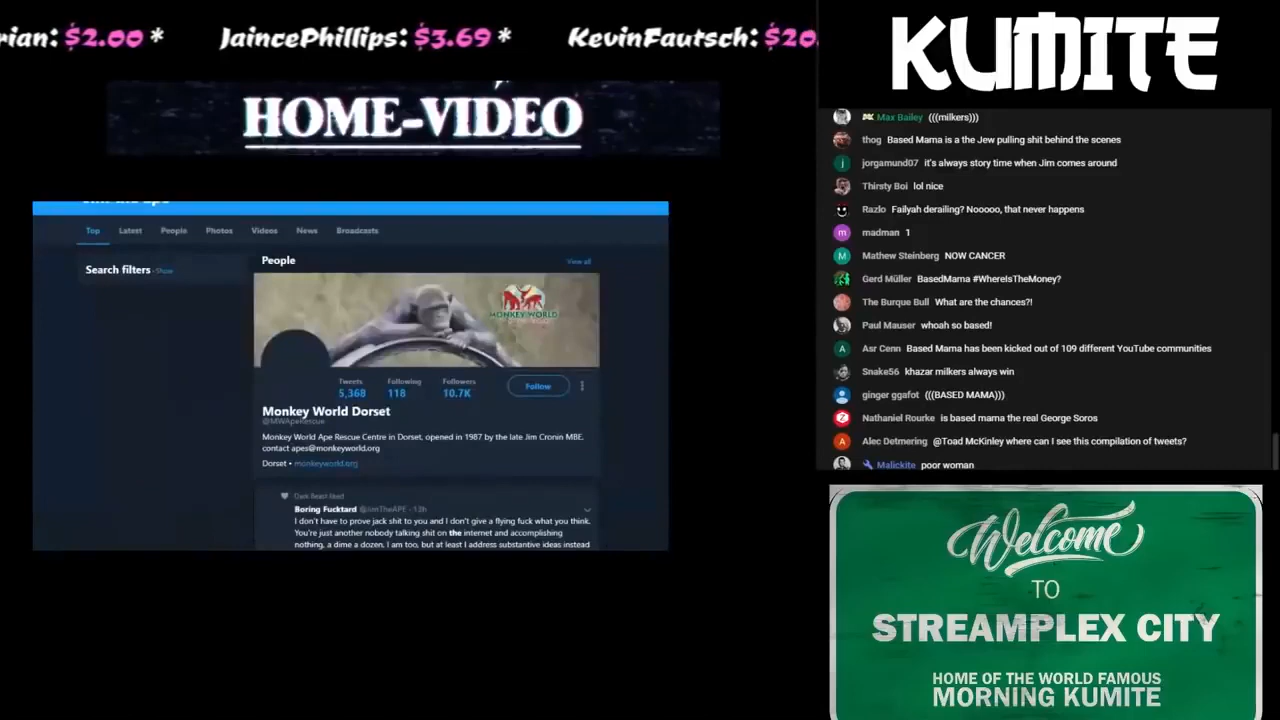 rian: $2.00 * JaincePhillips: $3.69 * KevinFautsch: $20.
KUMITE
HOME-VIDEO
Max Bailey (((milkers)))
thog Based Mama is a the Jew pulling shit behind the scenes
jorgamund07 it's always story time when Jim comes around
Thirsty Boi lol nice
Razlo Failyah derailing? Nooooo, that never happens
madman 1
Mathew Steinberg NOW CANCER
Gerd Müller BasedMama #WhereIsTheMoney?
The Burque Bull What are the chances?!
Paul Mauser whoah so based!
Asr Cenn Based Mama has been kicked out of 109 different YouTube communities
Snake56 khazar milkers always win
ginger ggafot (((BASED MAMA)))
Nathaniel Rourke is based mama the real George Soros
Alec Detmering @Toad McKinley where can I see this compilation of tweets?
Malickite poor woman
Top Latest People Photos Videos News Broadcasts
Search filters · Show
People View all
MONKEY WORLD
Tweets Following Followers
5,368 118 10.7K
Follow
Monkey World Dorset
@MWApeRescue
Monkey World Ape Rescue Centre in Dorset, opened in 1987 by the late Jim Cronin MBE.
contact apes@monkeyworld.org
Dorset • monkeyworld.org
Dark Beast liked
Boring Fucktard @JimTheAPE · 13h
I don't have to prove jack shit to you and I don't give a flying fuck what you think.
You're just another nobody talking shit on the internet and accomplishing
nothing, a dime a dozen. I am too, but at least I address substantive ideas instead
Welcome
TO
STREAMPLEX CITY
HOME OF THE WORLD FAMOUS
MORNING KUMITE